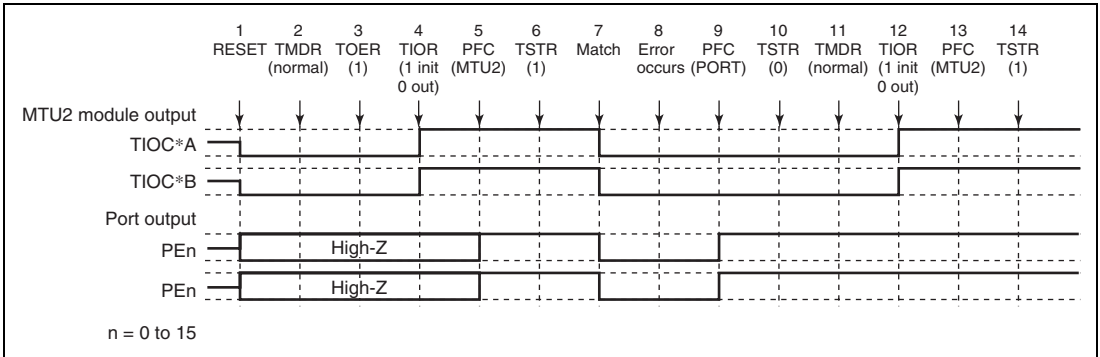 1 2 3 4 5 6 7 8 9 10 11 12 13 14
RESET TMDR TOER TIOR PFC TSTR Match Error PFC TSTR TMDR TIOR PFC TSTR
(normal) (1) (1 init (MTU2) (1) occurs (PORT) (0) (normal) (1 init (MTU2) (1)
0 out) 0 out)
MTU2 module output
TIOC*A
TIOC*B
Port output
PEn High-Z
PEn High-Z
n = 0 to 15